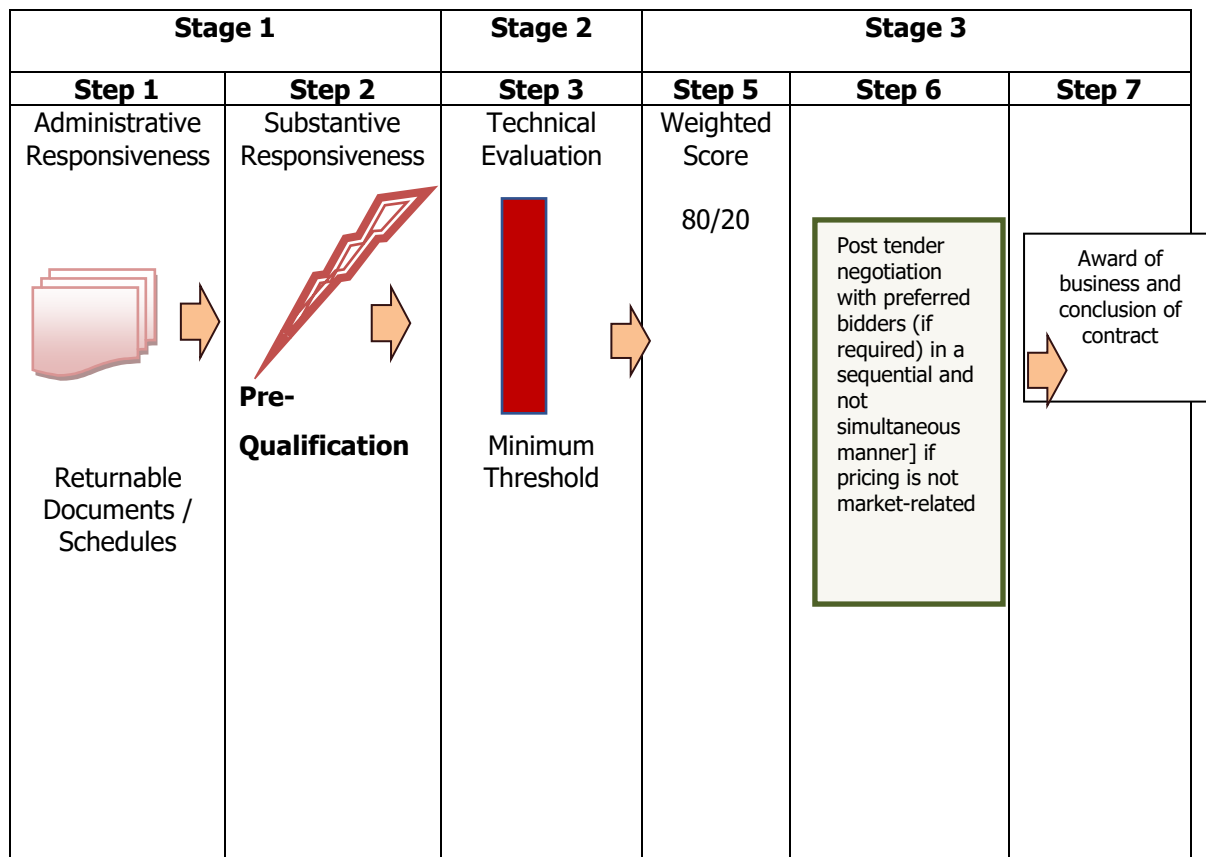 Stage 1
Stage 2
Stage 3
Step 1
Step 2
Step 3
Step 5
Step 6
Step 7
Administrative
Responsiveness
Returnable
Documents /
Schedules
Substantive
Responsiveness
Pre-
Qualification
Technical
Evaluation
Minimum
Threshold
Weighted
Score
80/20
Post tender
negotiation
with preferred
bidders (if
required) in a
sequential and
not
simultaneous
manner] if
pricing is not
market-related
Award of
business and
conclusion of
contract